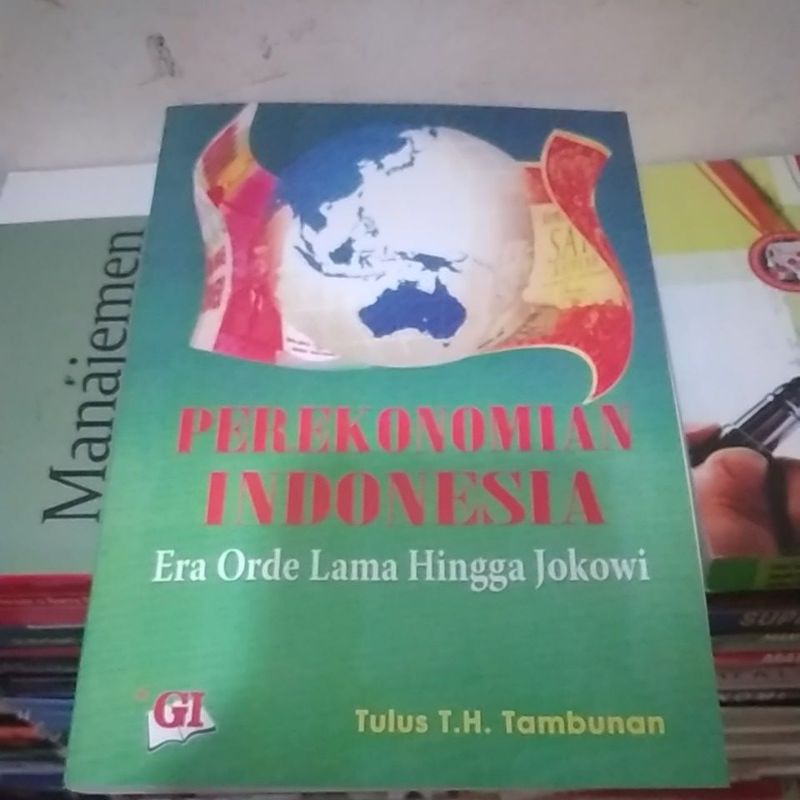 PEREKONOMIAN
INDONESIA
Era Orde Lama Hingga Jokowi
GI
Tulus T.H. Tambunan
Manajemen